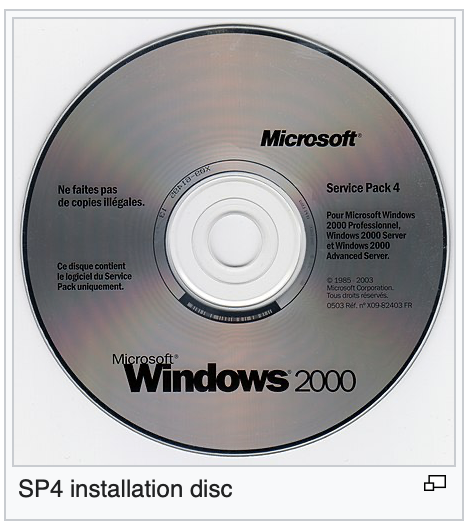 Microsoft®
Ne faites pas
de copies illégales.
Service Pack 4
Pour Microsoft Windows
2000 Professionnel,
Windows 2000 Server
et Windows 2000
Advanced Server.
Ce disque contient
le logiciel du Service
Pack uniquement.
© 1985 - 2003
Microsoft Corporation.
Tous droits réservés.
0503 Réf. n° X09-82403 FR
Microsoft®
Windows® 2000
SP4 installation disc